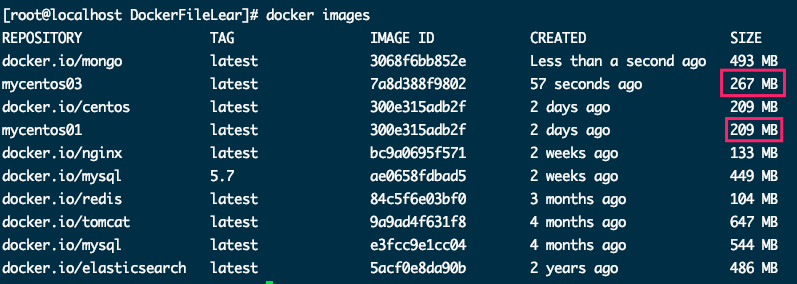 [root@localhost DockerFileLear]# docker images
REPOSITORY TAG IMAGE ID CREATED SIZE
docker.io/mongo latest 3068f6bb852e Less than a second ago 493 MB
mycentos03 latest 7a8d388f9802 57 seconds ago 267 MB
docker.io/centos latest 300e315adb2f 2 days ago 209 MB
mycentos01 latest 300e315adb2f 2 days ago 209 MB
docker.io/nginx latest bc9a0695f571 2 weeks ago 133 MB
docker.io/mysql 5.7 ae0658fdbad5 2 weeks ago 449 MB
docker.io/redis latest 84c5f6e03bf0 3 months ago 104 MB
docker.io/tomcat latest 9a9ad4f631f8 4 months ago 647 MB
docker.io/mysql latest e3fcc9e1cc04 4 months ago 544 MB
docker.io/elasticsearch latest 5acf0e8da90b 2 years ago 486 MB